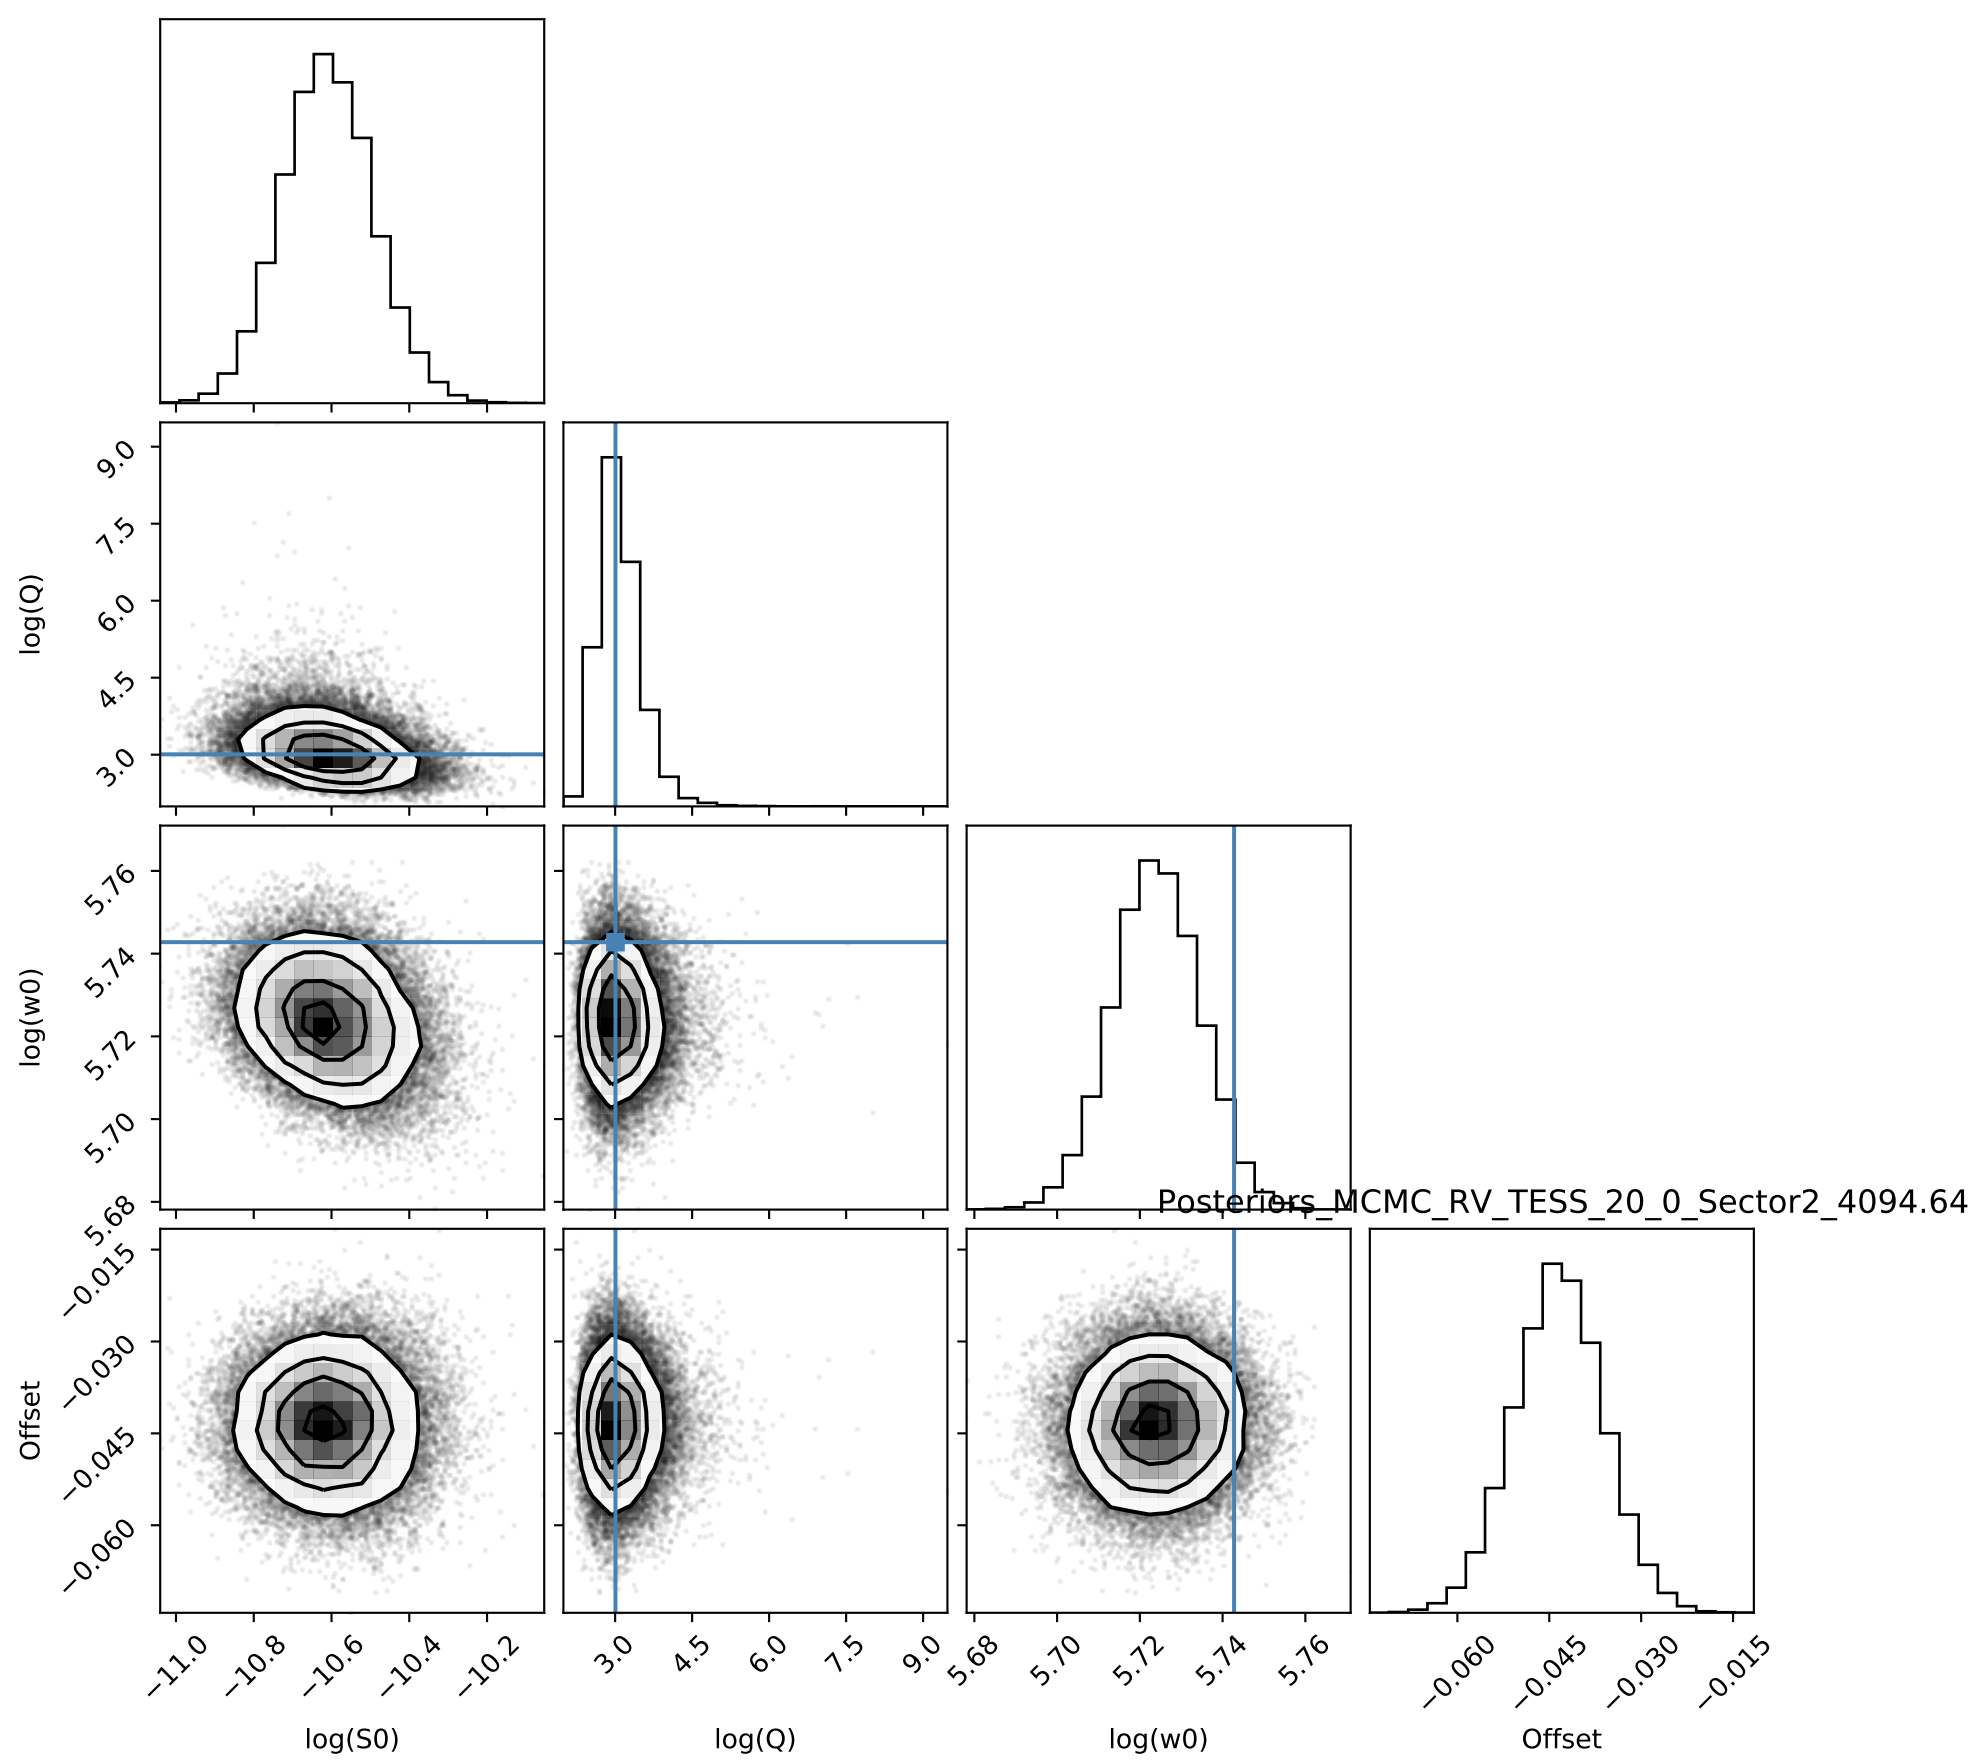 9.0
7.5
6.0
4.5
3.0
log(Q)
5.76
5.74
5.72
5.70
5.68
log(w0)
Posteriors_MCMC_RV_TESS_20_0_Sector2_4094.64
−0.015
−0.030
−0.045
−0.060
Offset
−11.0 −10.8 −10.6 −10.4 −10.2
3.0 4.5 6.0 7.5 9.0
5.68 5.70 5.72 5.74 5.76
−0.060 −0.045 −0.030 −0.015
log(S0) log(Q) log(w0) Offset